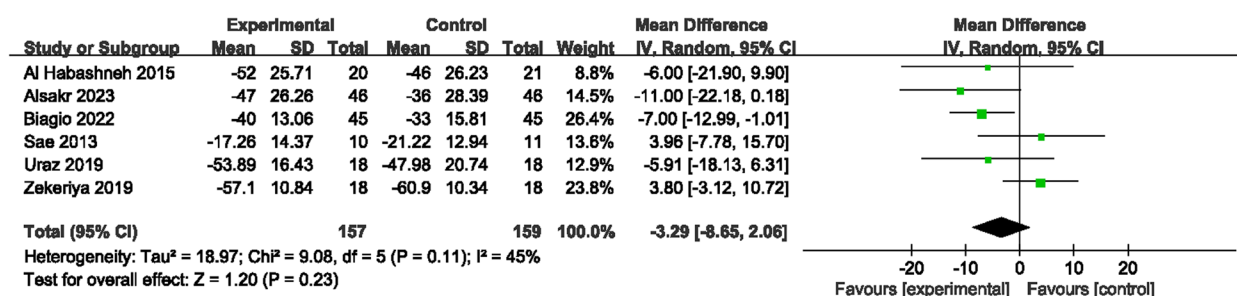 Experimental Control Mean Difference Mean Difference
Study or Subgroup Mean SD Total Mean SD Total Weight IV, Random, 95% CI IV, Random, 95% CI
Al Habashneh 2015 -52 25.71 20 -46 26.23 21 8.8% -6.00 [-21.90, 9.90]
Alsakr 2023 -47 26.26 46 -36 28.39 46 14.5% -11.00 [-22.18, 0.18]
Biagio 2022 -40 13.06 45 -33 15.81 45 26.4% -7.00 [-12.99, -1.01]
Sae 2013 -17.26 14.37 10 -21.22 12.94 11 13.6% 3.96 [-7.78, 15.70]
Uraz 2019 -53.89 16.43 18 -47.98 20.74 18 12.9% -5.91 [-18.13, 6.31]
Zekeriya 2019 -57.1 10.84 18 -60.9 10.34 18 23.8% 3.80 [-3.12, 10.72]
Total (95% CI) 157 159 100.0% -3.29 [-8.65, 2.06]
Heterogeneity: Tau² = 18.97; Chi² = 9.08, df = 5 (P = 0.11); I² = 45%
Test for overall effect: Z = 1.20 (P = 0.23)
-20 -10 0 10 20
Favours [experimental] Favours [control]